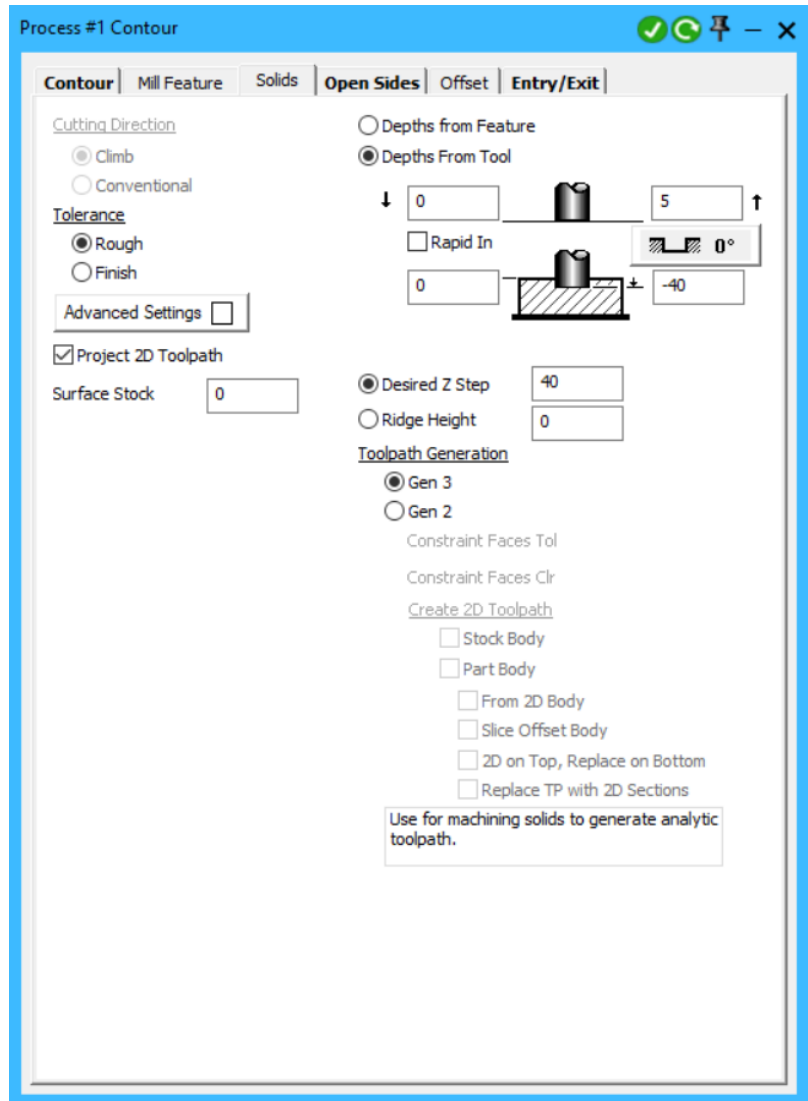 Process #1 Contour
Contour Mill Feature Solids Open Sides Offset Entry/Exit
Cutting Direction
Climb
Conventional
Tolerance
Rough
Finish
Advanced Settings
Project 2D Toolpath
Surface Stock 0
Depths from Feature
Depths From Tool
0 5
Rapid In 0°
0 -40
Desired Z Step 40
Ridge Height 0
Toolpath Generation
Gen 3
Gen 2
Constraint Faces Tol
Constraint Faces Clr
Create 2D Toolpath
Stock Body
Part Body
From 2D Body
Slice Offset Body
2D on Top, Replace on Bottom
Replace TP with 2D Sections
Use for machining solids to generate analytic
toolpath.